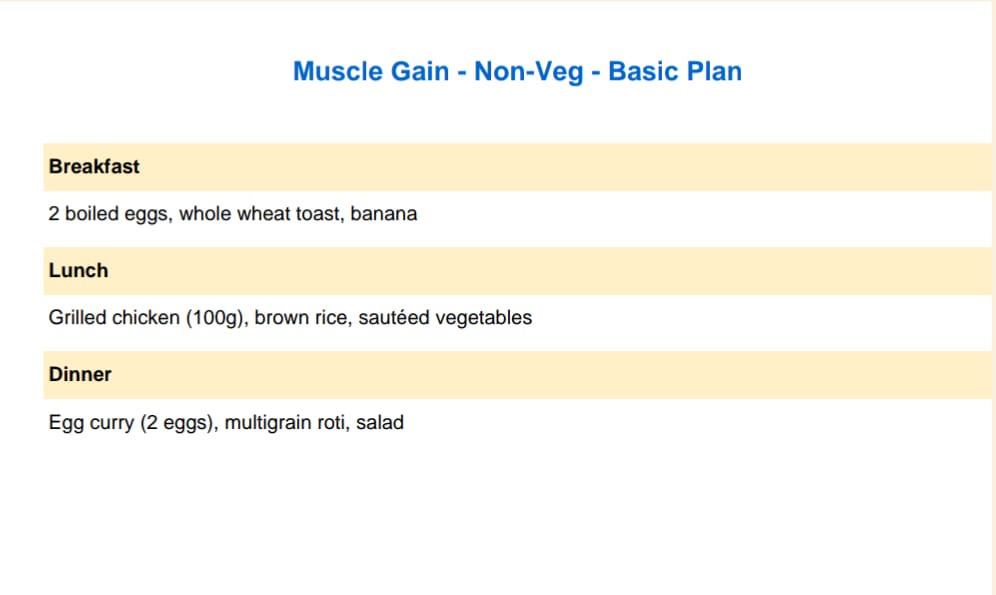 Muscle Gain - Non-Veg - Basic Plan
Breakfast
2 boiled eggs, whole wheat toast, banana
Lunch
Grilled chicken (100g), brown rice, sautéed vegetables
Dinner
Egg curry (2 eggs), multigrain roti, salad